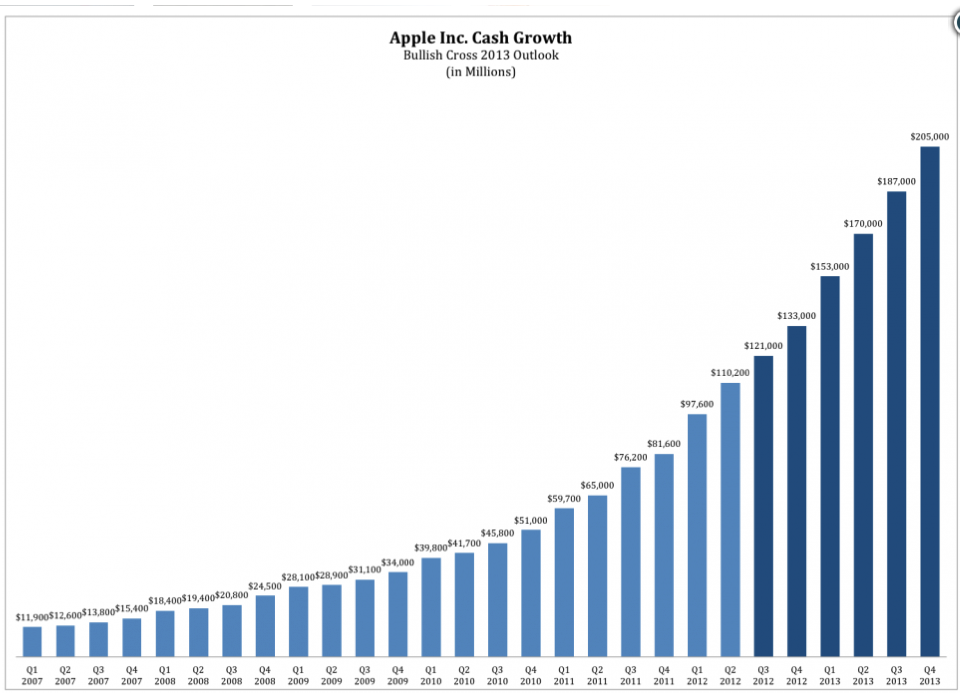 Apple Inc. Cash Growth
Bullish Cross 2013 Outlook
(in Millions)
$205,000
$187,000
$170,000
$153,000
$133,000
$121,000
$110,200
$97,600
$81,600
$76,200
$65,000
$59,700
$51,000
$45,800
$39,800 $41,700
$34,000
$28,100 $28,900 $31,100
$24,500
$18,400 $19,400 $20,800
$11,900 $12,600 $13,800 $15,400
Q1 Q2 Q3 Q4 Q1 Q2 Q3 Q4 Q1 Q2 Q3 Q4 Q1 Q2 Q3 Q4 Q1 Q2 Q3 Q4 Q1 Q2 Q3 Q4 Q1 Q2 Q3 Q4
2007 2007 2007 2007 2008 2008 2008 2008 2009 2009 2009 2009 2010 2010 2010 2010 2011 2011 2011 2011 2012 2012 2012 2012 2013 2013 2013 2013